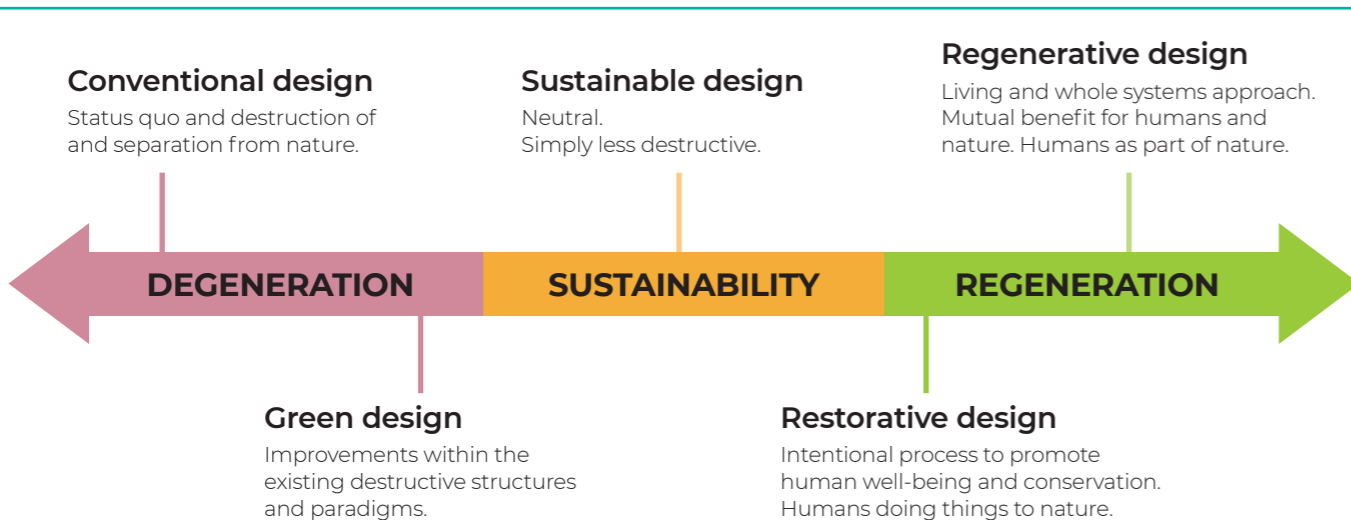 Conventional design
Status quo and destruction of
and separation from nature.
Sustainable design
Neutral.
Simply less destructive.
Regenerative design
Living and whole systems approach.
Mutual benefit for humans and
nature. Humans as part of nature.
DEGENERATION
SUSTAINABILITY
REGENERATION
Green design
Improvements within the
existing destructive structures
and paradigms.
Restorative design
Intentional process to promote
human well-being and conservation.
Humans doing things to nature.